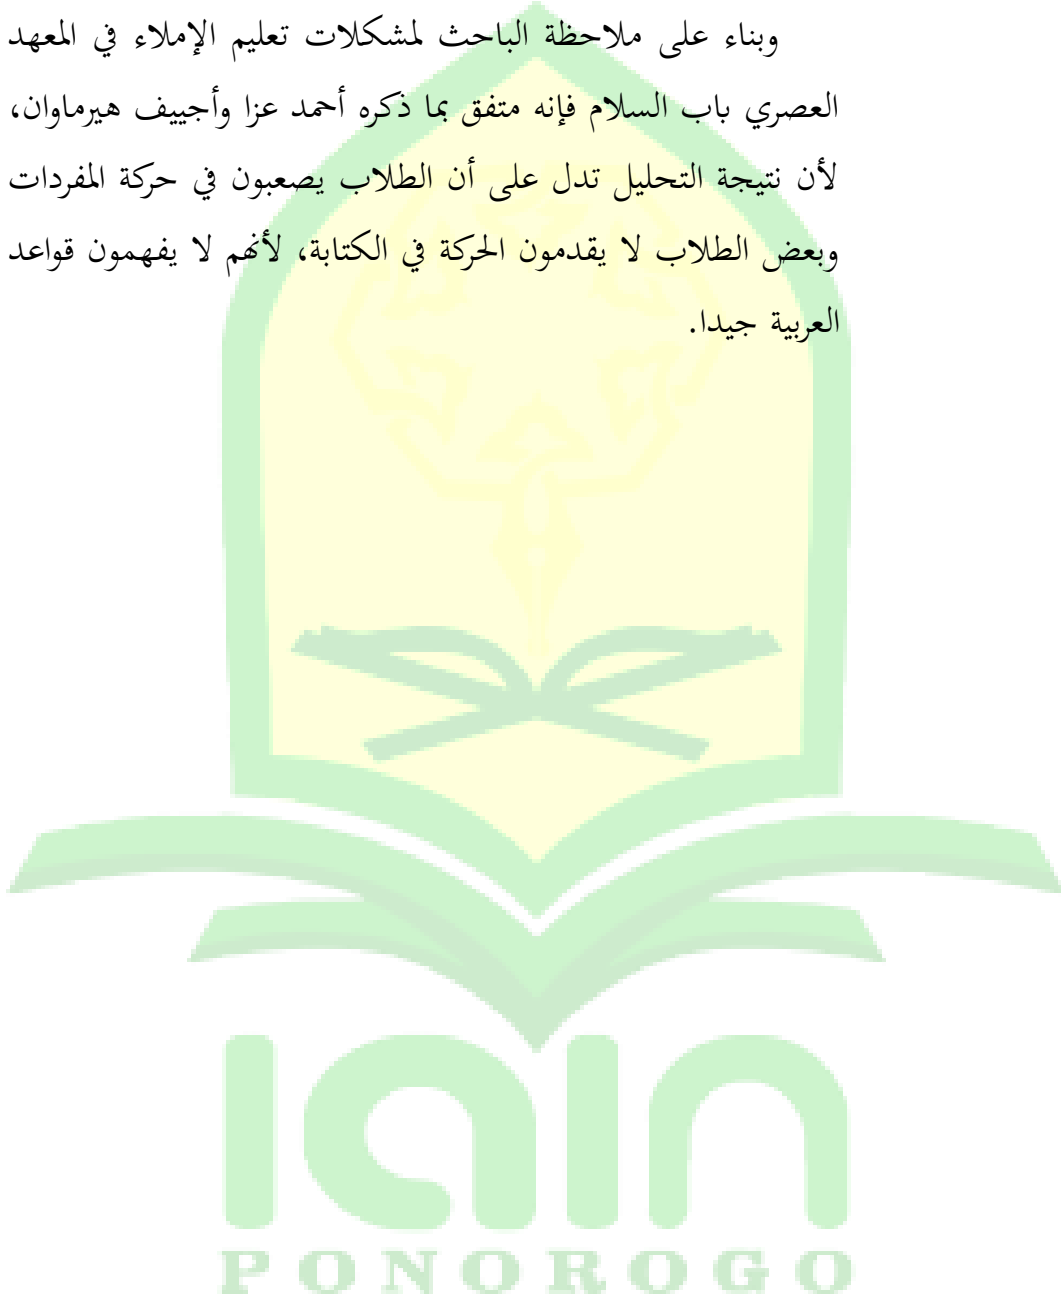 وبناء على ملاحظة الباحث لمشكلات تعليم الإملاء في المعهد
العصري باب السلام فإنه متفق بما ذكره أحمد عزا وأجييف هيرماوان،
لأن نتيجة التحليل تدل على أن الطلاب يصعبون في حركة المفردات
وبعض الطلاب لا يقدمون الحركة في الكتابة، لأنهم لا يفهمون قواعد
العربية جيدا.
iain
PONOROGO